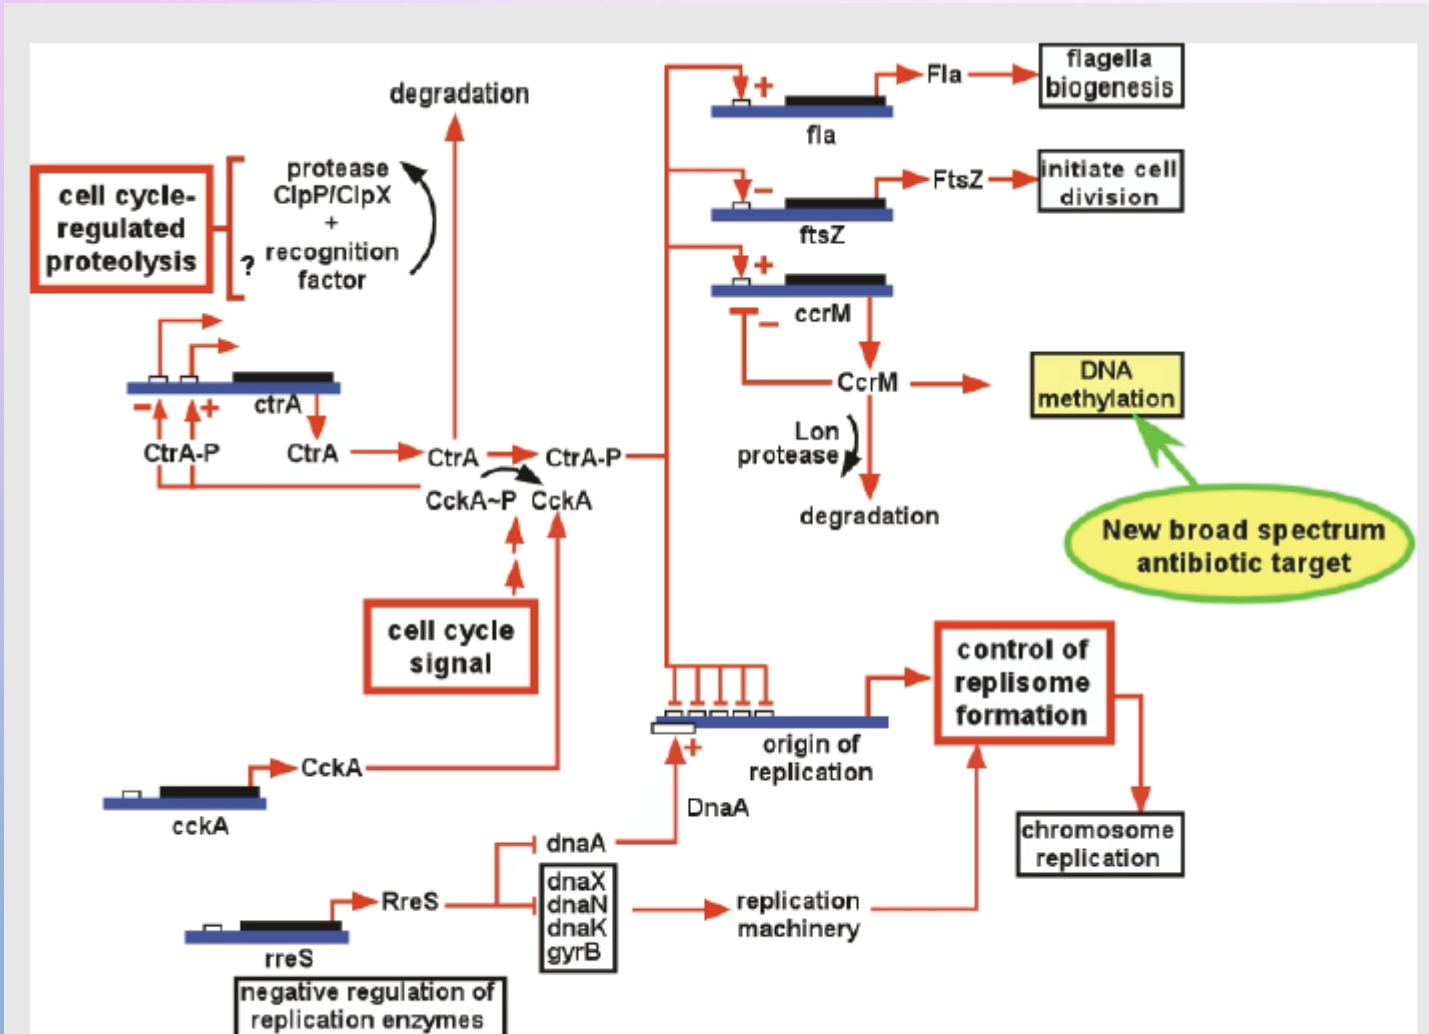 degradation
cell cycle-
regulated
proteolysis
protease
ClpP/ClpX
+
recognition
factor
?
ctrA
-
+
CtrA-P
CtrA
CtrA
CtrA-P
CckA~P
CckA
cell cycle
signal
CckA
cckA
RreS
rreS
negative regulation of
replication enzymes
dnaA
dnaX
dnaN
dnaK
gyrB
DnaA
+
replication
machinery
origin of
replication
control of
replisome
formation
chromosome
replication
+
fla
Fla
flagella
biogenesis
-
ftsZ
FtsZ
initiate cell
division
+
ccrM
-
CcrM
DNA
methylation
Lon
protease
degradation
New broad spectrum
antibiotic target